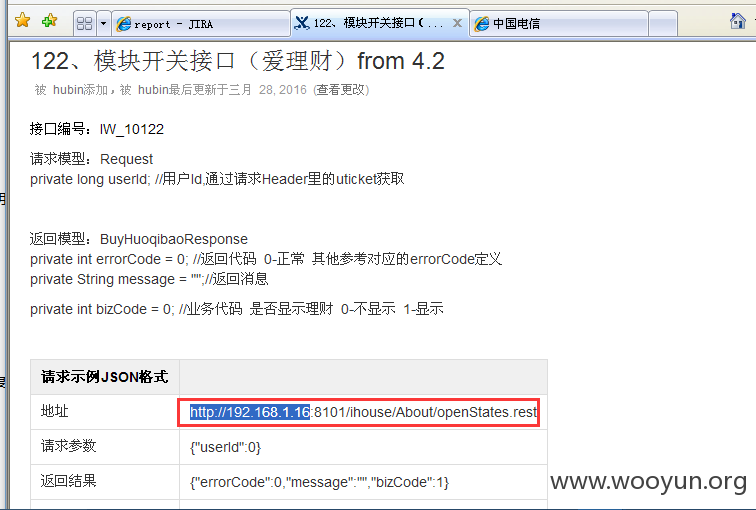 report - JIRA
122、模块开关接口（...
中国电信
122、模块开关接口（爱理财）from 4.2
被 hubin添加，被 hubin最后更新于三月 28, 2016 (查看更改)
接口编号：IW_10122
请求模型：Request
private long userId; //用户Id,通过请求Header里的uticket获取
返回模型：BuyHuoqibaoResponse
private int errorCode = 0; //返回代码 0-正常 其他参考对应的errorCode定义
private String message = "";//返回消息
private int bizCode = 0; //业务代码 是否显示理财 0-不显示 1-显示
请求示例JSON格式
地址 http://192.168.1.16:8101/ihouse/About/openStates.rest
请求参数 {"userId":0}
返回结果 {"errorCode":0,"message":"","bizCode":1}
www.wooyun.org